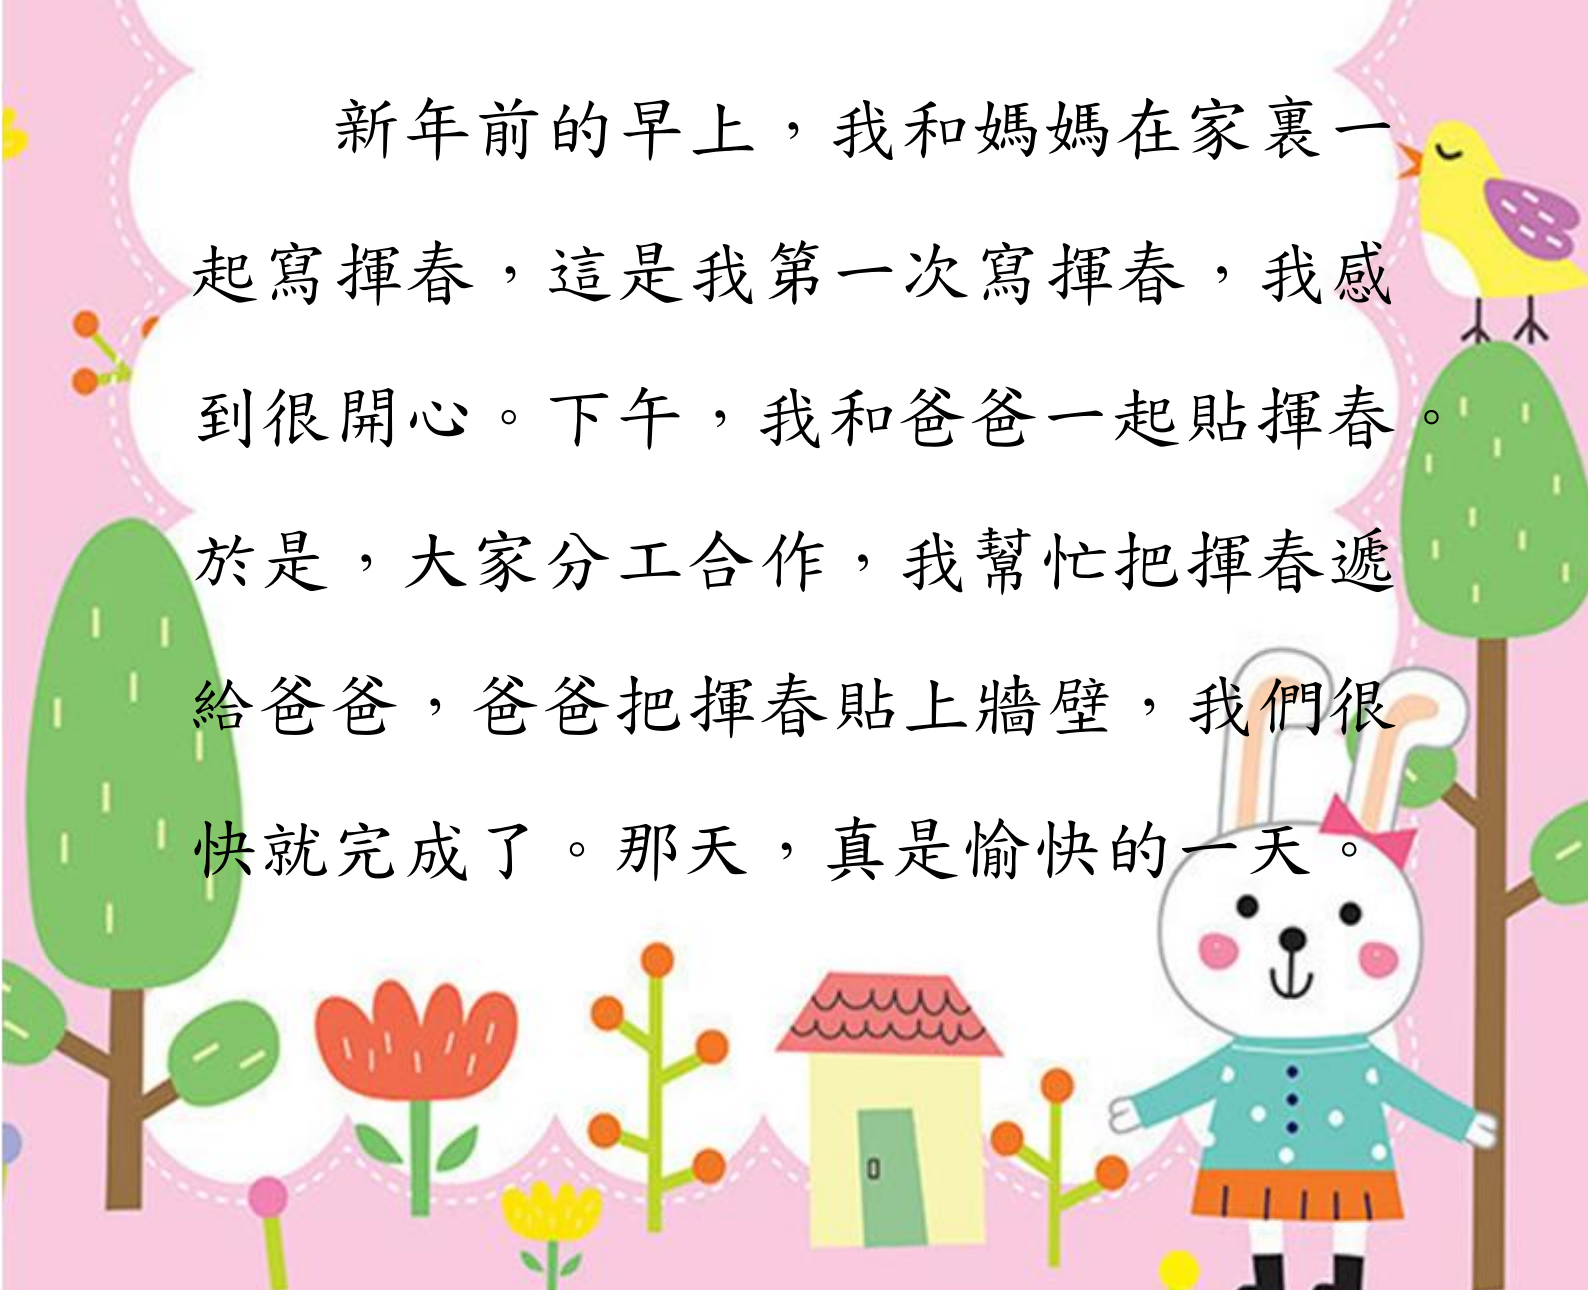 新年前的早上，我和媽媽在家裏一
起寫揮春，這是我第一次寫揮春，我感
到很開心。下午，我和爸爸一起貼揮春。
於是，大家分工合作，我幫忙把揮春遞
給爸爸，爸爸把揮春貼上牆壁，我們很
快就完成了。那天，真是愉快的一天。